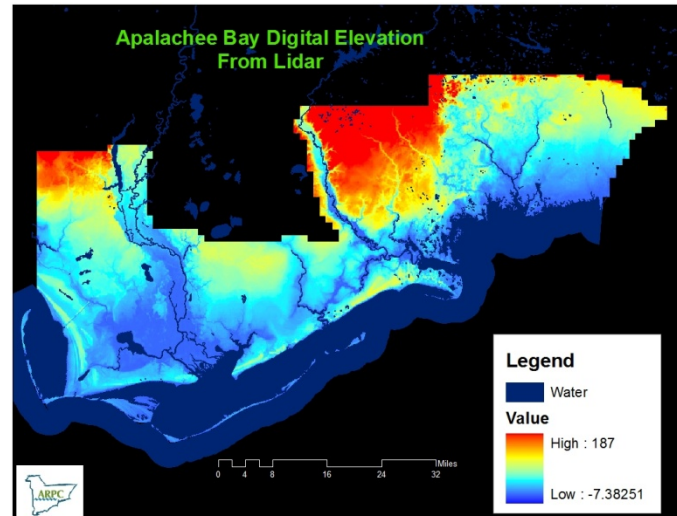 Apalachee Bay Digital Elevation
From Lidar
Legend
Water
Value
High : 187
Low : -7.38251
Miles
0 4 8 16 24 32
ARPC